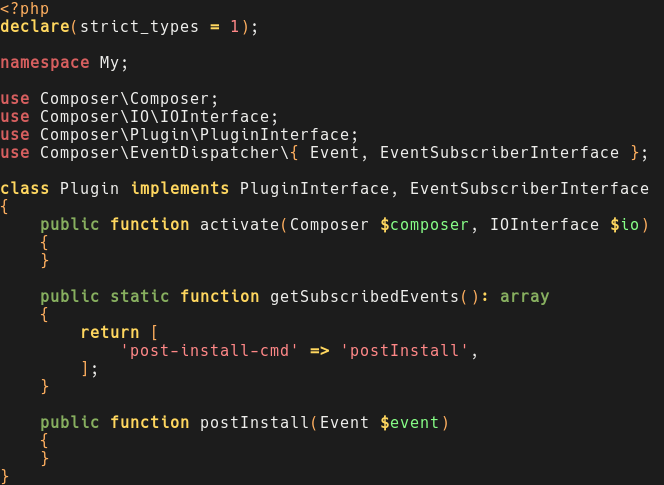 <?php
declare(strict_types = 1);

namespace My;

use Composer\Composer;
use Composer\IO\IOInterface;
use Composer\Plugin\PluginInterface;
use Composer\EventDispatcher\{ Event, EventSubscriberInterface };

class Plugin implements PluginInterface, EventSubscriberInterface
{
    public function activate(Composer $composer, IOInterface $io)
    {
    }

    public static function getSubscribedEvents(): array
    {
        return [
            'post-install-cmd' => 'postInstall',
        ];
    }

    public function postInstall(Event $event)
    {
    }
}